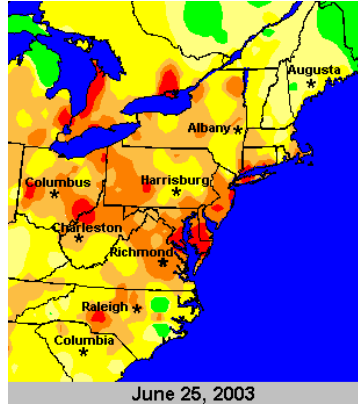 Augusta
Albany
Columbus
Harrisburg
Charleston
Richmond
Raleigh
Columbia
June 25, 2003